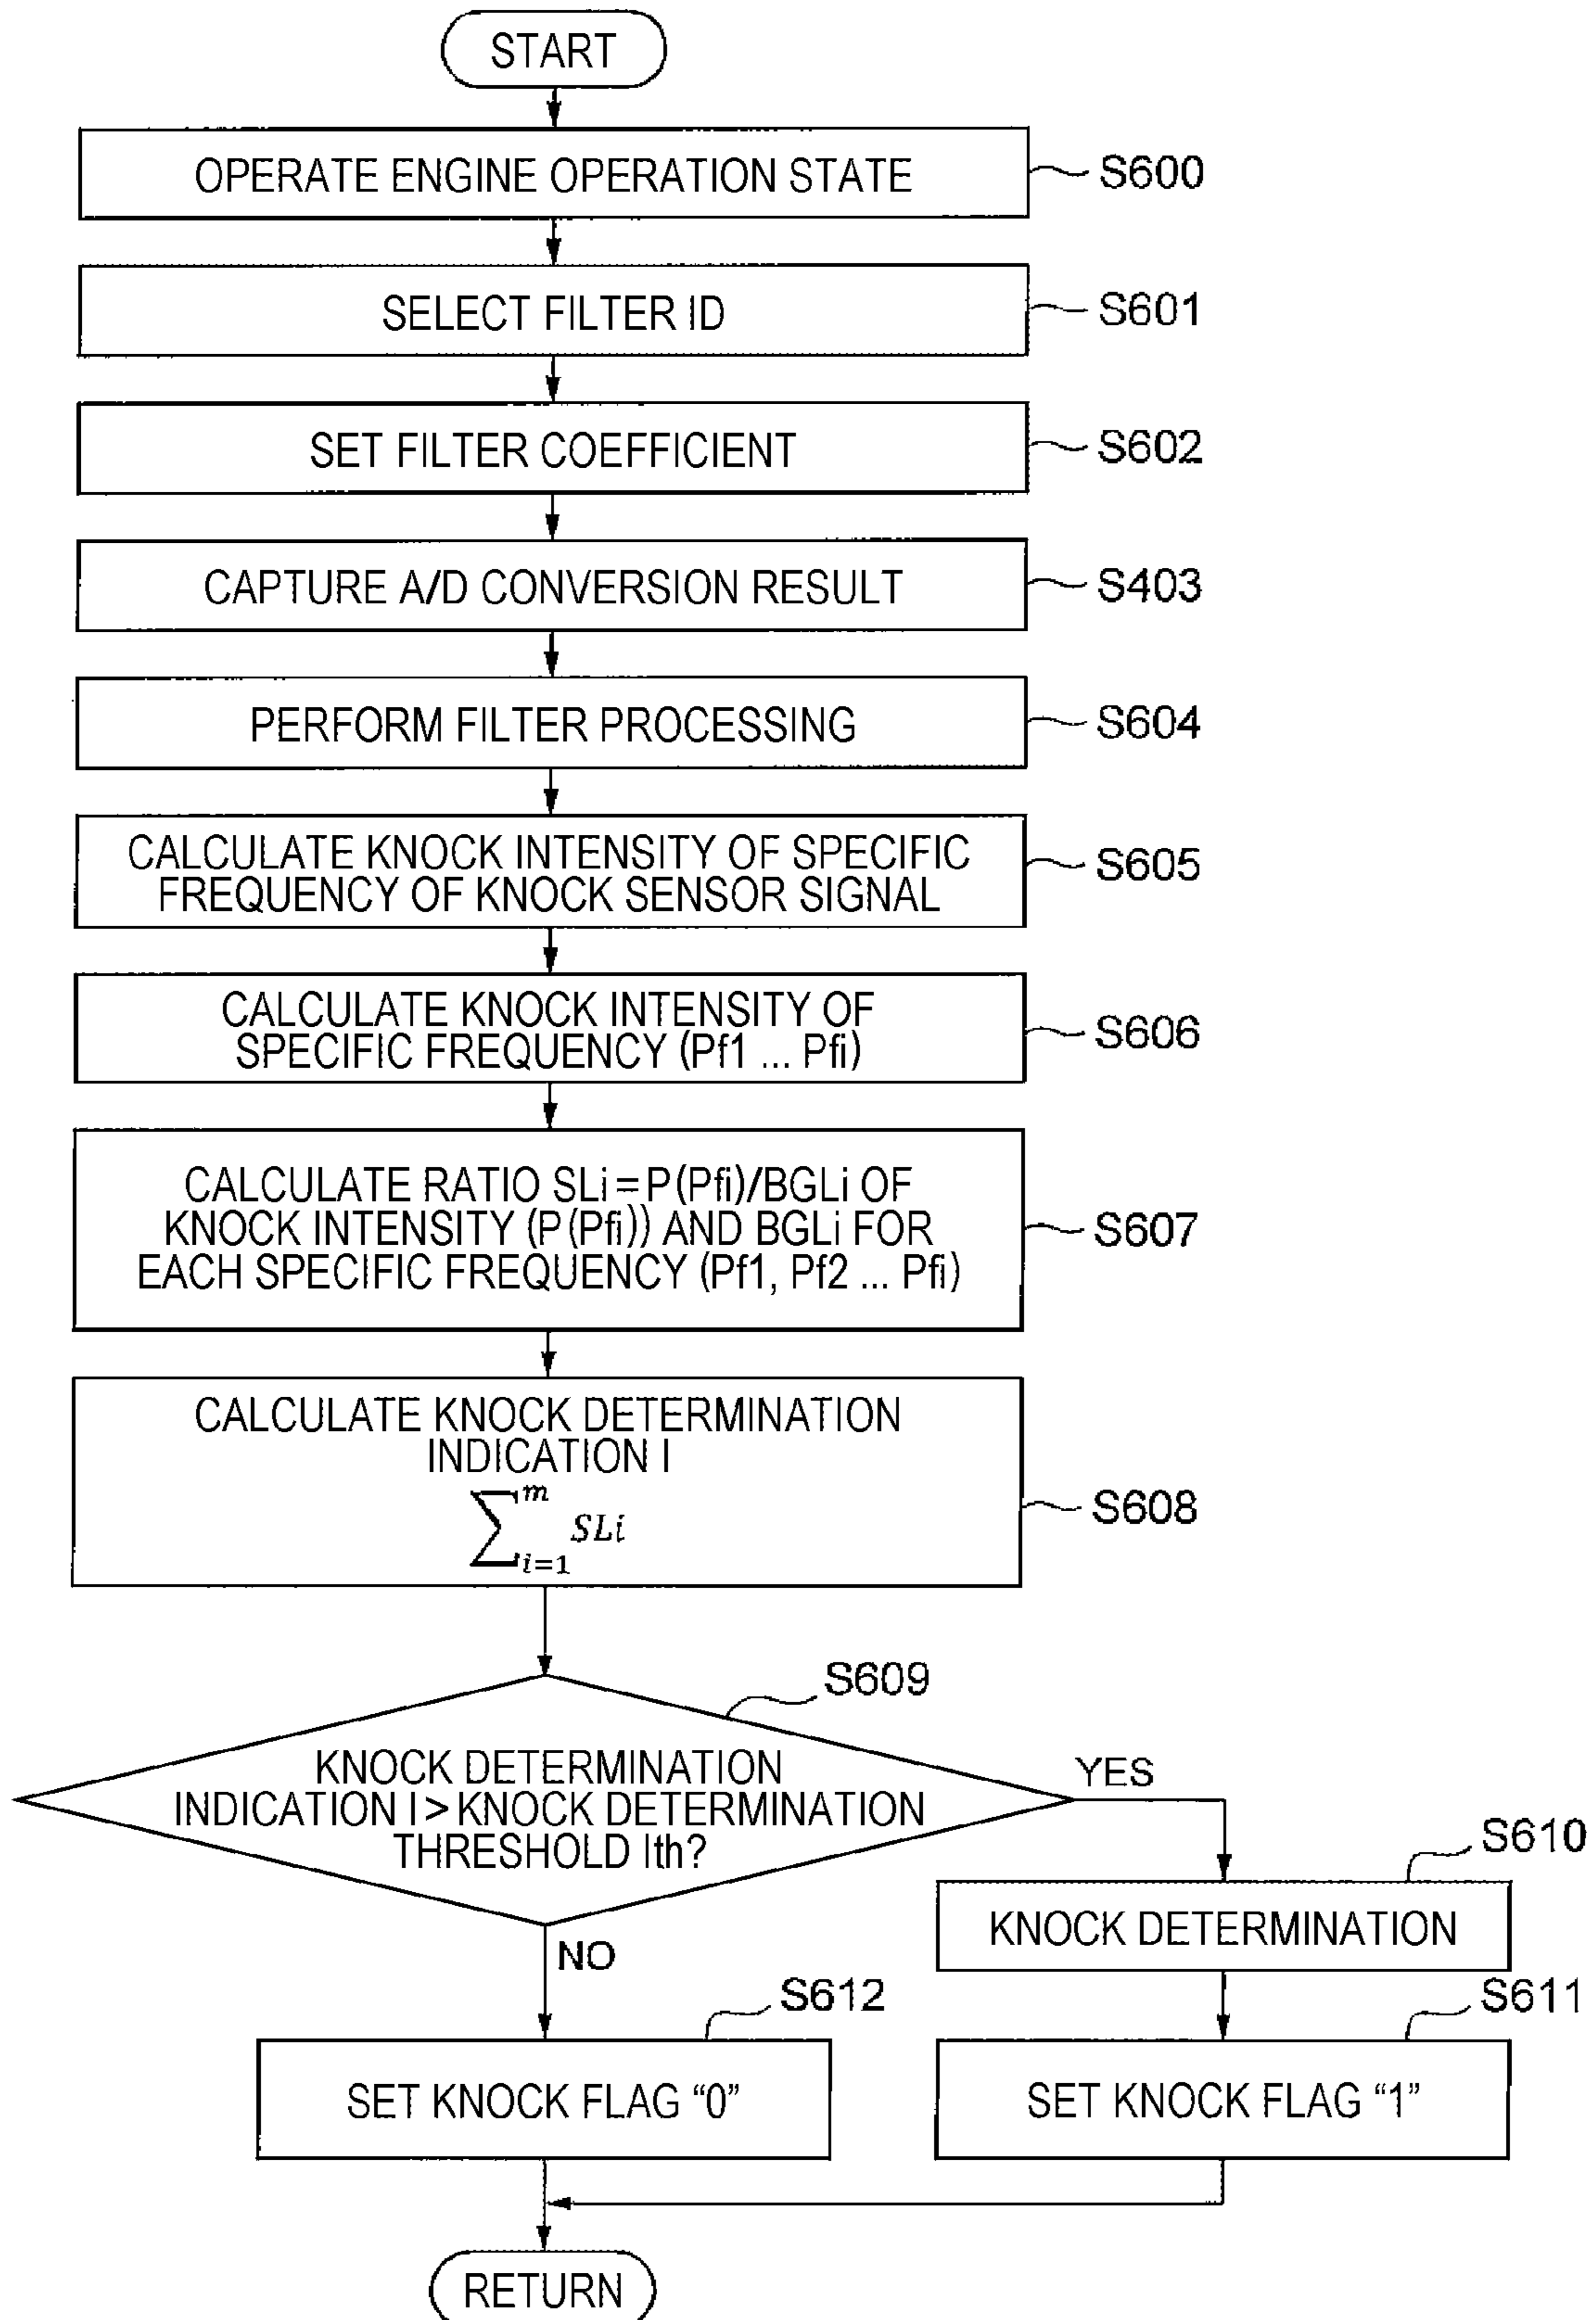 START
OPERATE ENGINE OPERATION STATE
S600
SELECT FILTER ID
S601
SET FILTER COEFFICIENT
S602
CAPTURE A/D CONVERSION RESULT
S403
PERFORM FILTER PROCESSING
S604
CALCULATE KNOCK INTENSITY OF SPECIFIC
FREQUENCY OF KNOCK SENSOR SIGNAL
S605
CALCULATE KNOCK INTENSITY OF
SPECIFIC FREQUENCY (Pf1 ... Pfi)
S606
CALCULATE RATIO SLi=P(Pfi)/BGLi OF
KNOCK INTENSITY (P(Pfi)) AND BGLi FOR
EACH SPECIFIC FREQUENCY (Pf1, Pf2 ... Pfi)
S607
CALCULATE KNOCK DETERMINATION
INDICATION I
∑_{i=1}^{m} SLi
S608
S609
KNOCK DETERMINATION
INDICATION I > KNOCK DETERMINATION
THRESHOLD Ith?
YES
S610
KNOCK DETERMINATION
NO
S612
SET KNOCK FLAG “0”
S611
SET KNOCK FLAG “1”
RETURN